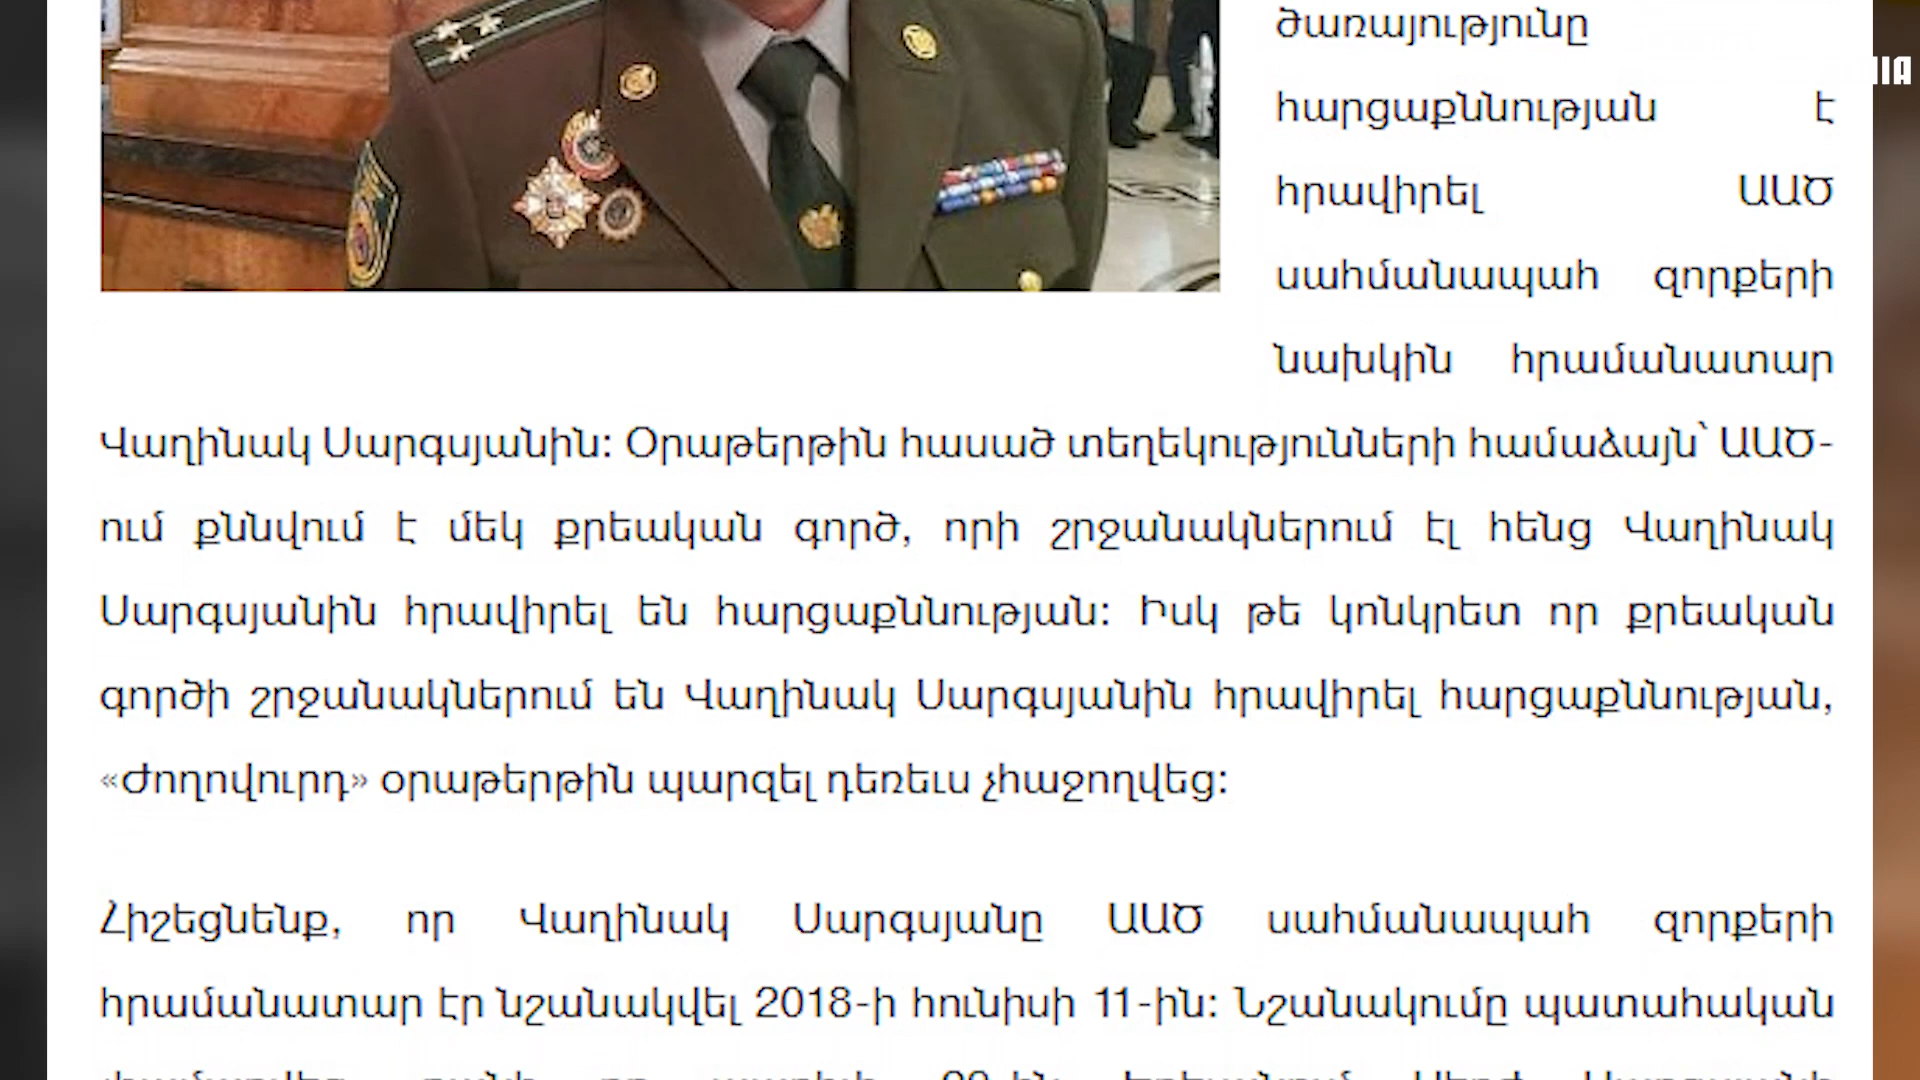 ծառայությունը
հարցաքննության է
հրավիրել ԱԱԾ
սահմանապահ զորքերի
նախկին հրամանատար
Վաղինակ Սարգսյանին: Օրաթերթին հասած տեղեկությունների համաձայն՝ ԱԱԾ-
ում քննվում է մեկ քրեական գործ, որի շրջանակներում էլ հենց Վաղինակ
Սարգսյանին հրավիրել են հարցաքննության: Իսկ թե կոնկրետ որ քրեական
գործի շրջանակներում են Վաղինակ Սարգսյանին հրավիրել հարցաքննության,
«Ժողովուրդ» օրաթերթին պարզել դեռեւս չհաջողվեց:
Հիշեցնենք, որ Վաղինակ Սարգսյանը ԱԱԾ սահմանապահ զորքերի
հրամանատար էր նշանակվել 2018-ի հունիսի 11-ին: Նշանակումը պատահական